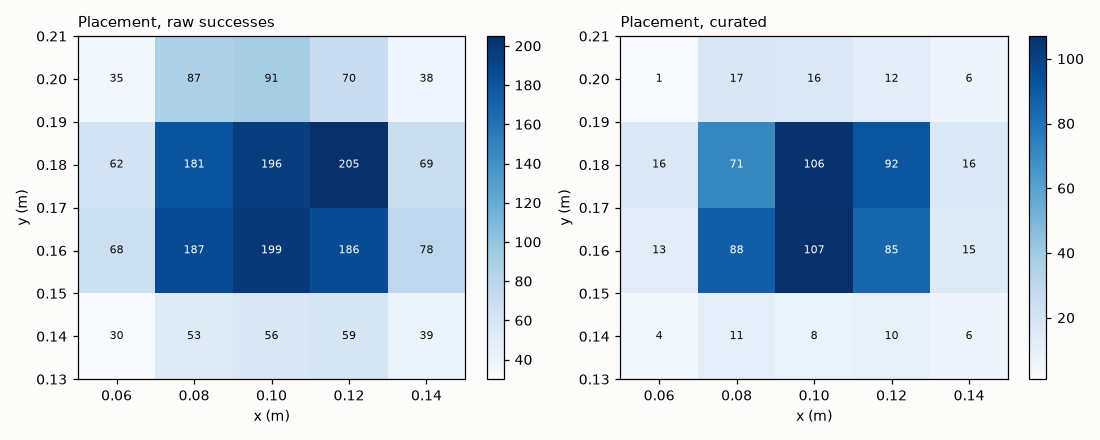 Placement, raw successes
0.21
0.20
0.19
0.18
0.17
0.16
0.15
0.14
0.13
y (m)
35 87 91 70 38
62 181 196 205 69
68 187 199 186 78
30 53 56 59 39
0.06 0.08 0.10 0.12 0.14
x (m)
200
180
160
140
120
100
80
60
40
Placement, curated
0.21
0.20
0.19
0.18
0.17
0.16
0.15
0.14
0.13
y (m)
1 17 16 12 6
16 71 106 92 16
13 88 107 85 15
4 11 8 10 6
0.06 0.08 0.10 0.12 0.14
x (m)
100
80
60
40
20